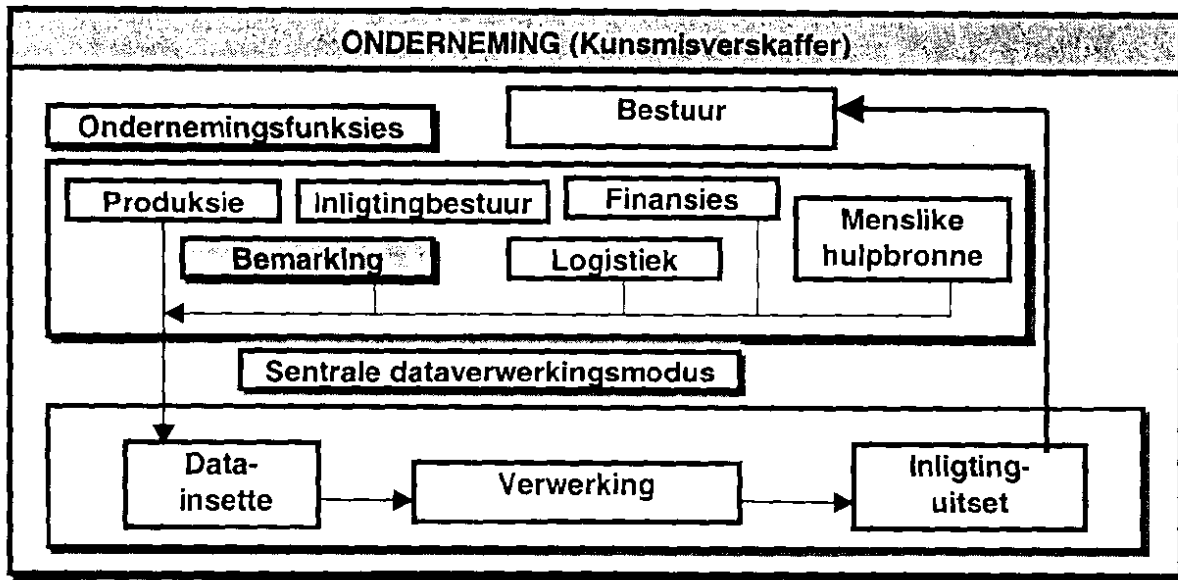 ONDERNEMING (Kunsmisverskaffer)
Bestuur
Ondernemingsfunksies
Produksie
Inligtingbestuur
Finansies
Menslike
hulpbronne
Bemarking
Logistiek
Sentrale dataverwerkingsmodus
Data-
insette
Verwerking
Inligting-
uitset